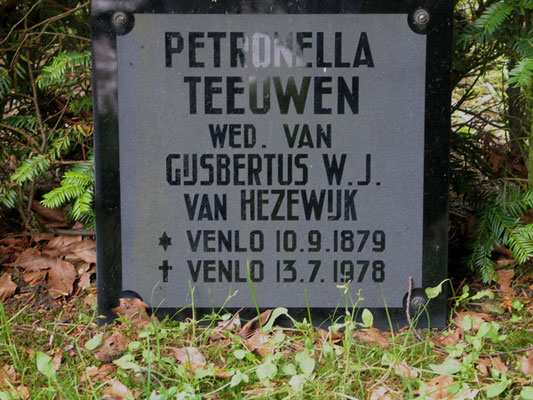 PETRONELLA
TEEUWEN
WED. VAN
GIJSBERTUS W.J.
VAN HEZEWIJK
* VENLO 10.9.1879
✝ VENLO 13.7.1978